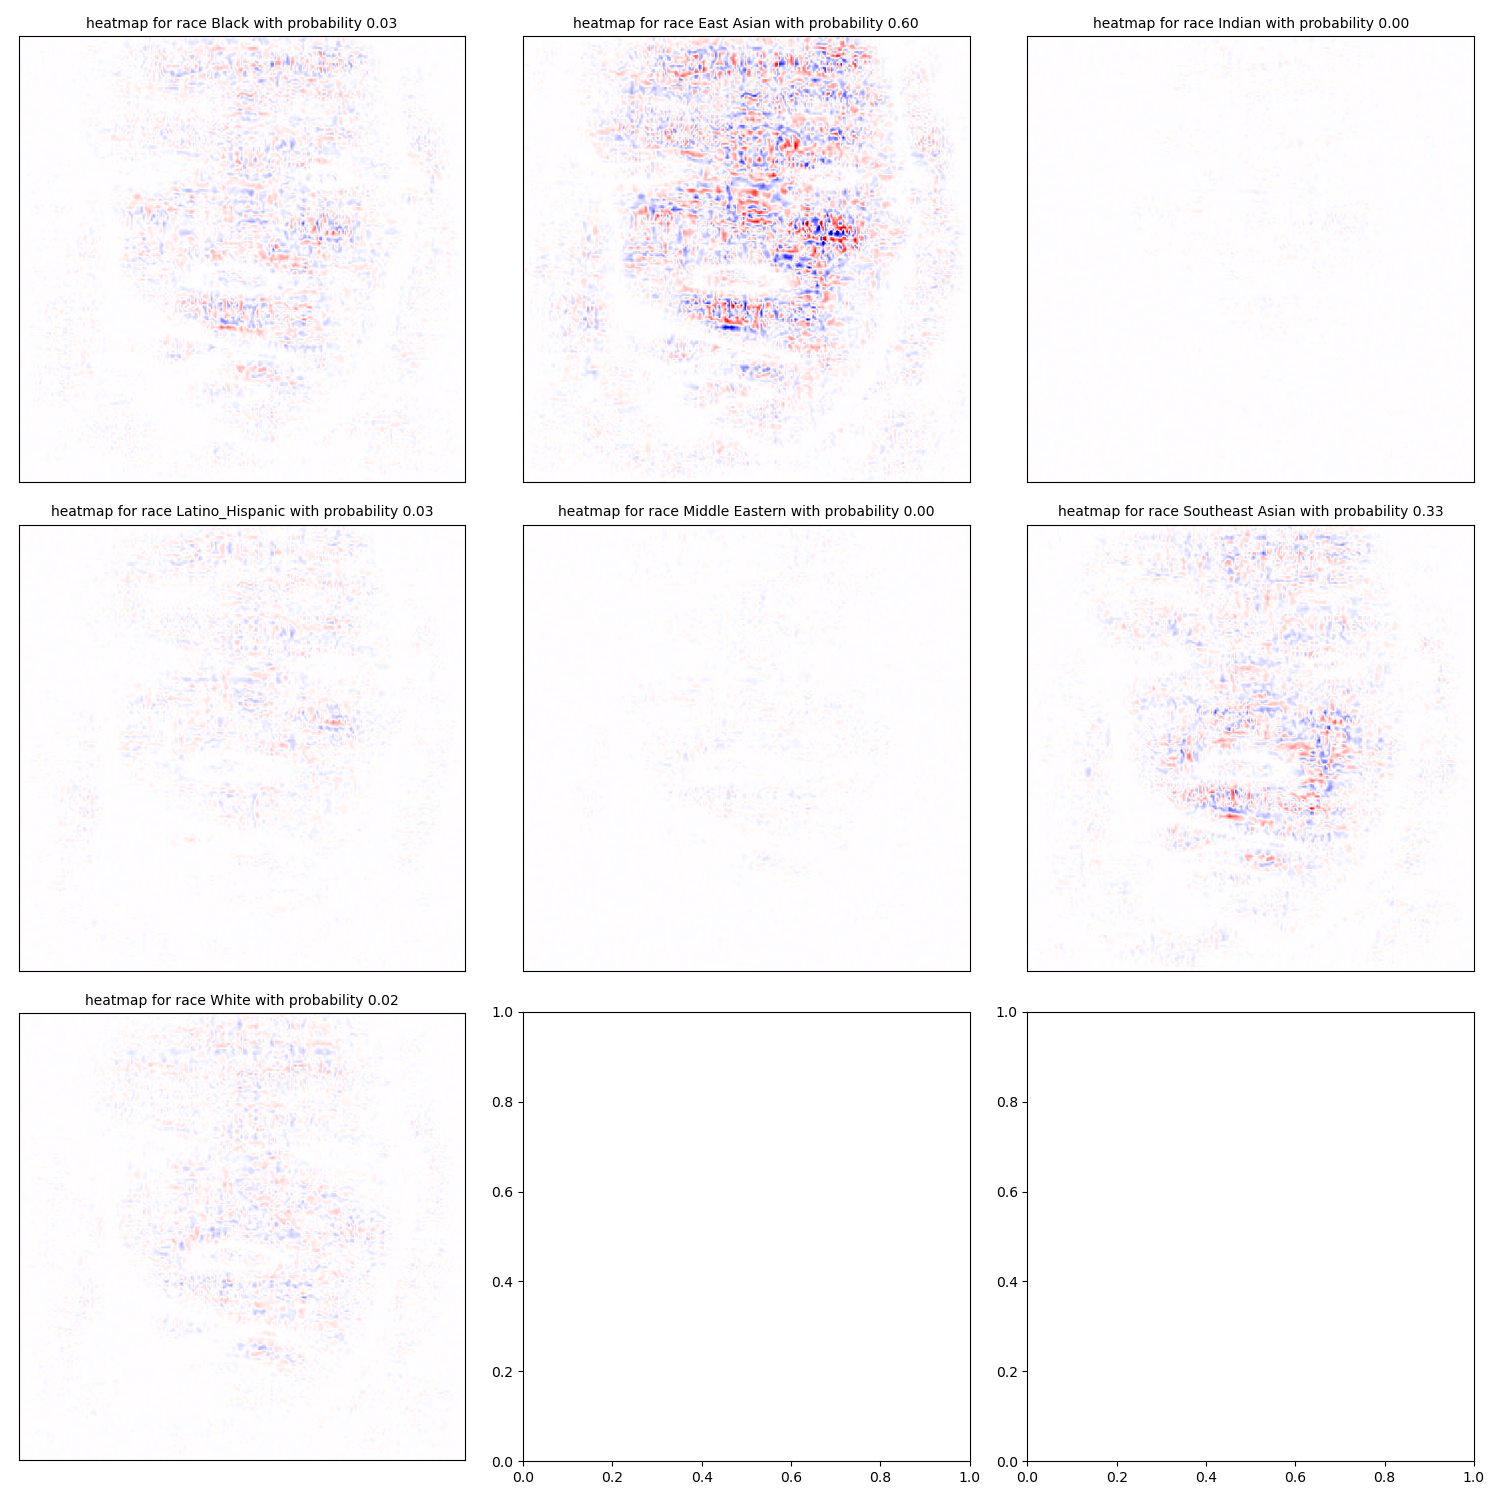 heatmap for race Black with probability 0.03
heatmap for race East Asian with probability 0.60
heatmap for race Indian with probability 0.00
heatmap for race Latino_Hispanic with probability 0.03
heatmap for race Middle Eastern with probability 0.00
heatmap for race Southeast Asian with probability 0.33
heatmap for race White with probability 0.02
1.0
0.8
0.6
0.4
0.2
0.0
0.0 0.2 0.4 0.6 0.8 1.0
1.0
0.8
0.6
0.4
0.2
0.0
0.0 0.2 0.4 0.6 0.8 1.0